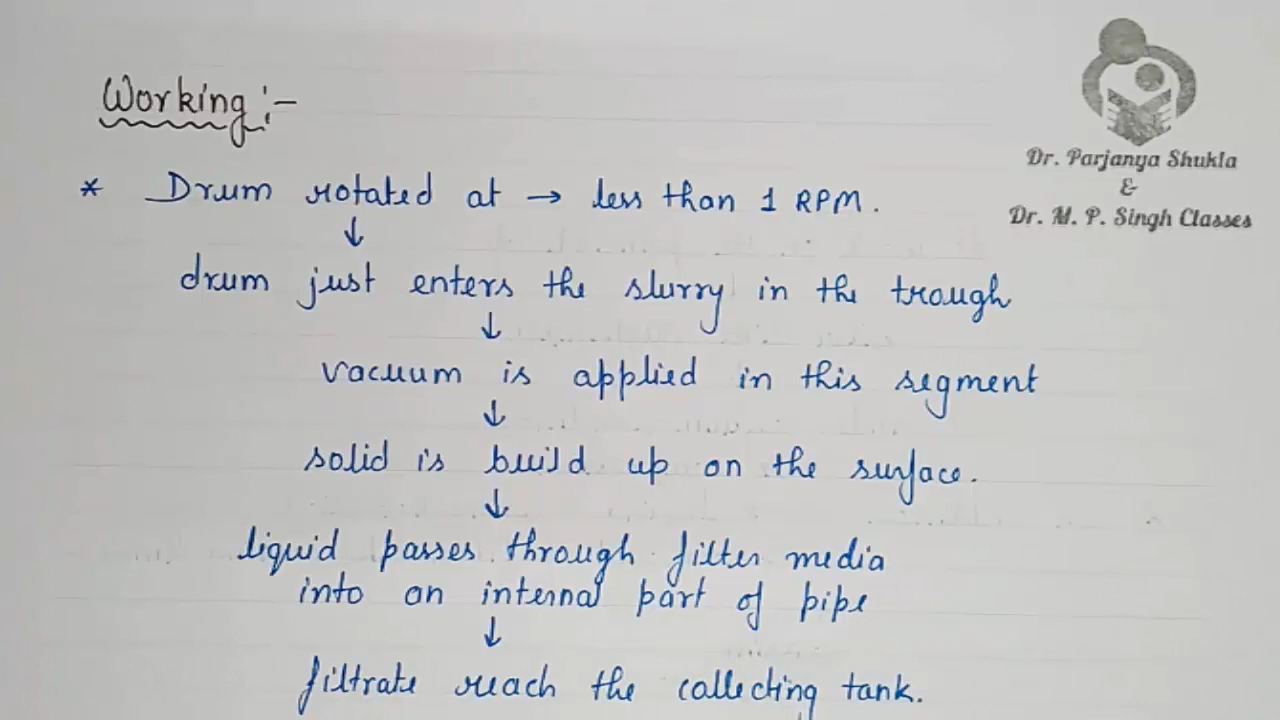 Working :-
Dr. Parjanya Shukla
&
Dr. M. P. Singh Classes
* Drum rotated at → less than 1 RPM.
↓
drum just enters the slurry in the trough
↓
vacuum is applied in this segment
↓
solid is build up on the surface.
↓
liquid passes through filter media
into an internal part of pipe
↓
filtrate reach the collecting tank.